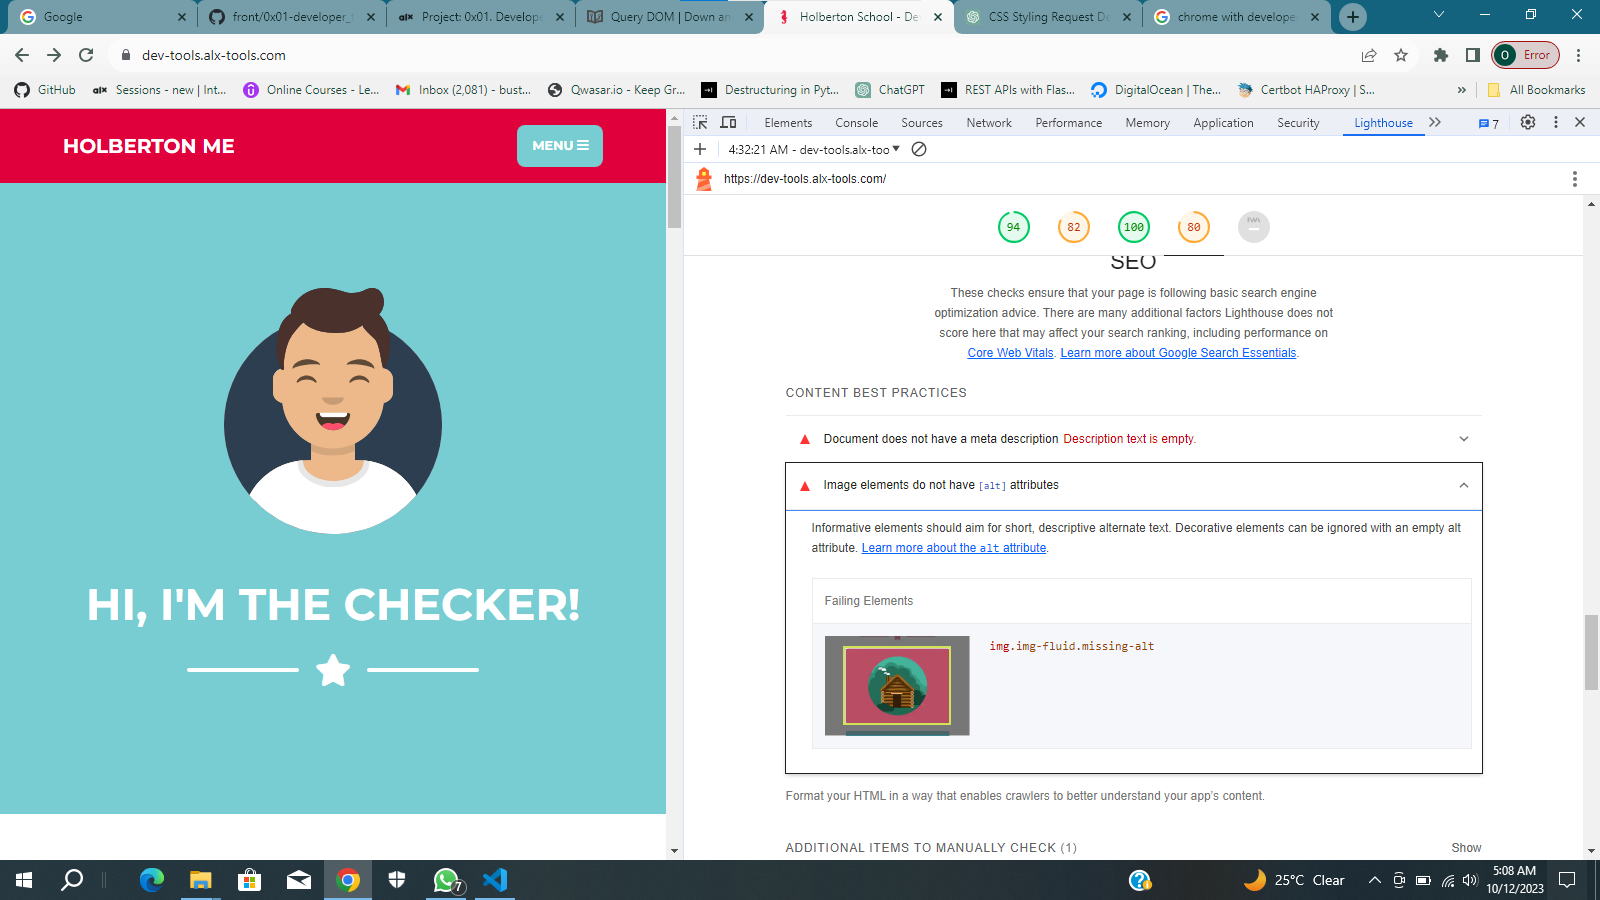 Google
front/0x01-developer_
Project: 0x01. Develope
Query DOM | Down an
Holberton School - De
CSS Styling Request De
chrome with develope
dev-tools.alx-tools.com
O Error
GitHub
Sessions - new | Int...
Online Courses - Le...
Inbox (2,081) - bust...
Qwasar.io - Keep Gr...
Destructuring in Pyt...
ChatGPT
REST APIs with Flas...
DigitalOcean | The...
Certbot HAProxy | S...
» All Bookmarks
HOLBERTON ME
MENU
HI, I'M THE CHECKER!
Elements Console Sources Network Performance Memory Application Security Lighthouse 7
4:32:21 AM - dev-tools.alx-too
https://dev-tools.alx-tools.com/
94 82 100 80 PWA
SEO
These checks ensure that your page is following basic search engine
optimization advice. There are many additional factors Lighthouse does not
score here that may affect your search ranking, including performance on
Core Web Vitals. Learn more about Google Search Essentials.
CONTENT BEST PRACTICES
Document does not have a meta description Description text is empty.
Image elements do not have [alt] attributes
Informative elements should aim for short, descriptive alternate text. Decorative elements can be ignored with an empty alt
attribute. Learn more about the alt attribute.
Failing Elements
img.img-fluid.missing-alt
Format your HTML in a way that enables crawlers to better understand your app's content.
ADDITIONAL ITEMS TO MANUALLY CHECK (1) Show
7
25°C Clear
5:08 AM
10/12/2023